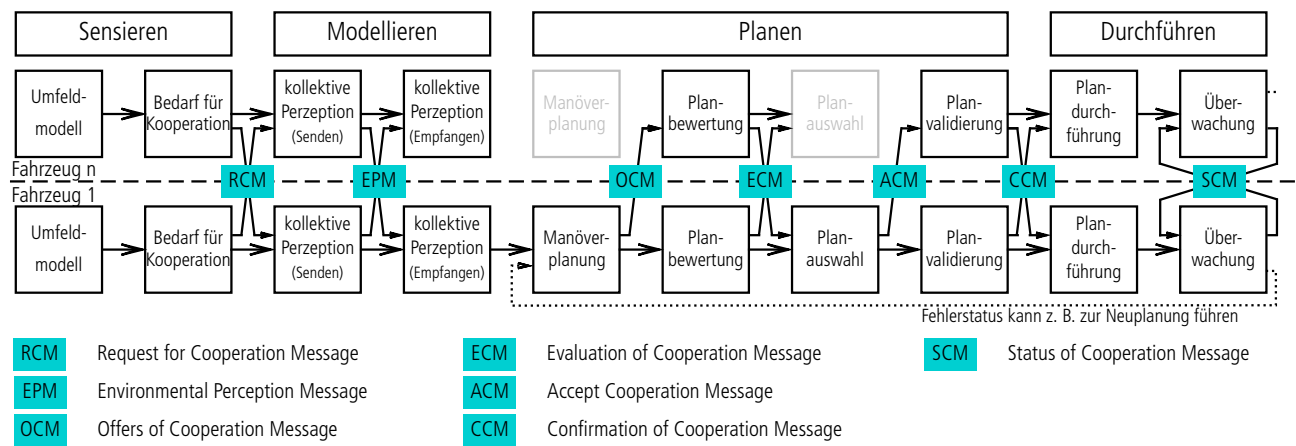 Sensieren
Modellieren
Planen
Durchführen
Umfeld-
modell
Bedarf für
Kooperation
kollektive
Perzeption
(Senden)
kollektive
Perzeption
(Empfangen)
Manöver-
planung
Plan-
bewertung
Plan-
auswahl
Plan-
validierung
Plan-
durch-
führung
Über-
wachung
Fahrzeug n
RCM
EPM
OCM
ECM
ACM
CCM
SCM
Fahrzeug 1
Umfeld-
modell
Bedarf für
Kooperation
kollektive
Perzeption
(Senden)
kollektive
Perzeption
(Empfangen)
Manöver-
planung
Plan-
bewertung
Plan-
auswahl
Plan-
validierung
Plan-
durch-
führung
Über-
wachung
Fehlerstatus kann z. B. zur Neuplanung führen
RCM Request for Cooperation Message
EPM Environmental Perception Message
OCM Offers of Cooperation Message
ECM Evaluation of Cooperation Message
ACM Accept Cooperation Message
CCM Confirmation of Cooperation Message
SCM Status of Cooperation Message